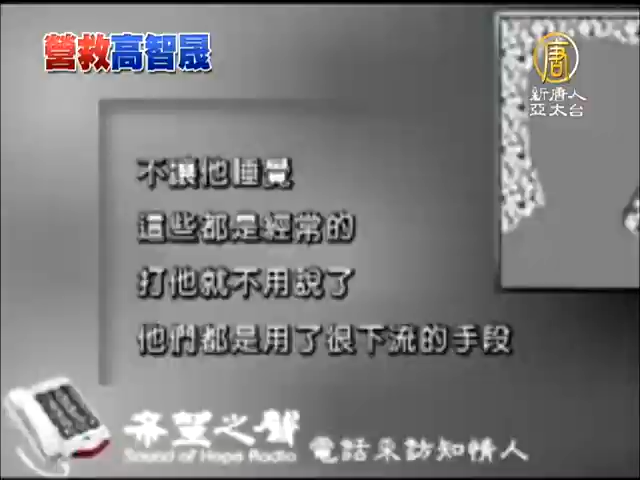 營救高智晟
唐
新唐人
亞太台
不讓他睡覺
這些都是經常的
打他就不用說了
他們都是用了很下流的手段
希望之聲
Sound of Hope Radio
電話采訪知情人